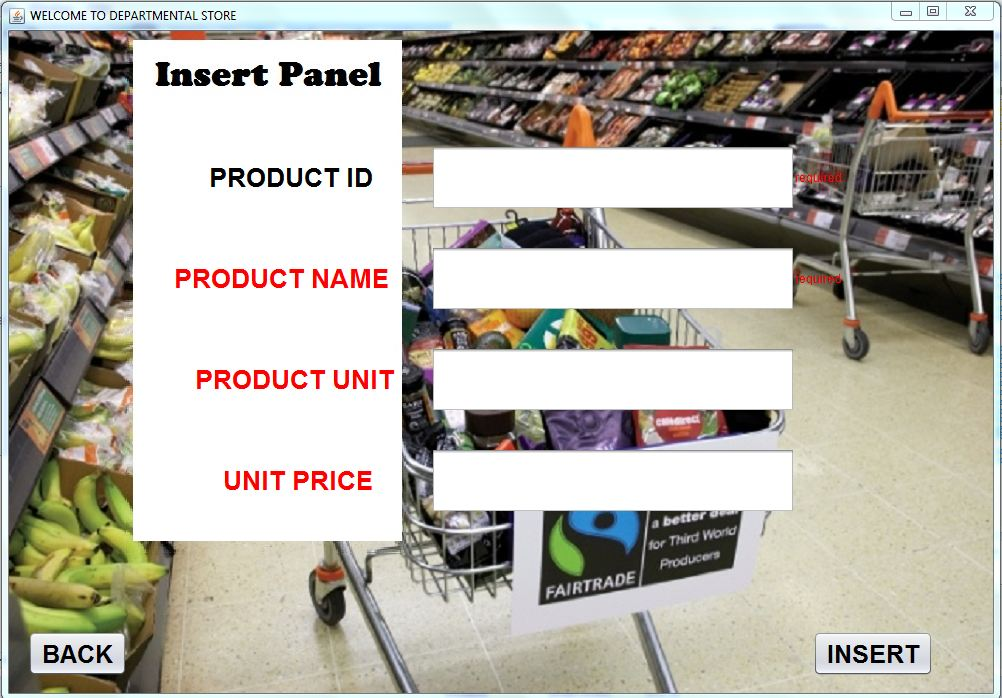 WELCOME TO DEPARTMENTAL STORE
Insert Panel
PRODUCT ID
required
PRODUCT NAME
required
PRODUCT UNIT
cafédirect
UNIT PRICE
a better deal
for Third World
Producers
FAIRTRADE
BACK
INSERT